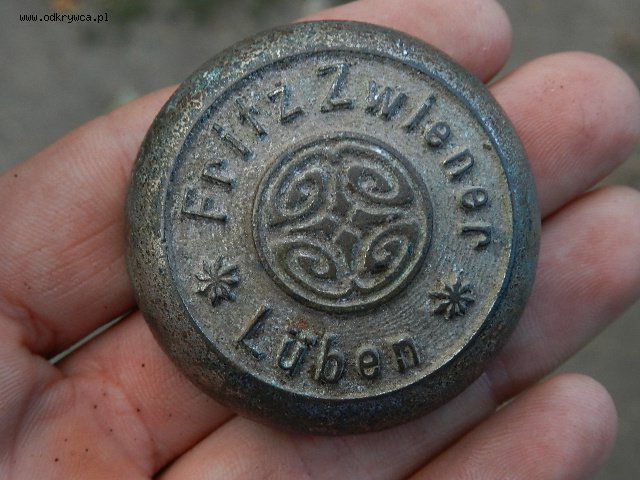 www.odkrywca.pl
Fritz Zwiener
* Lüben *